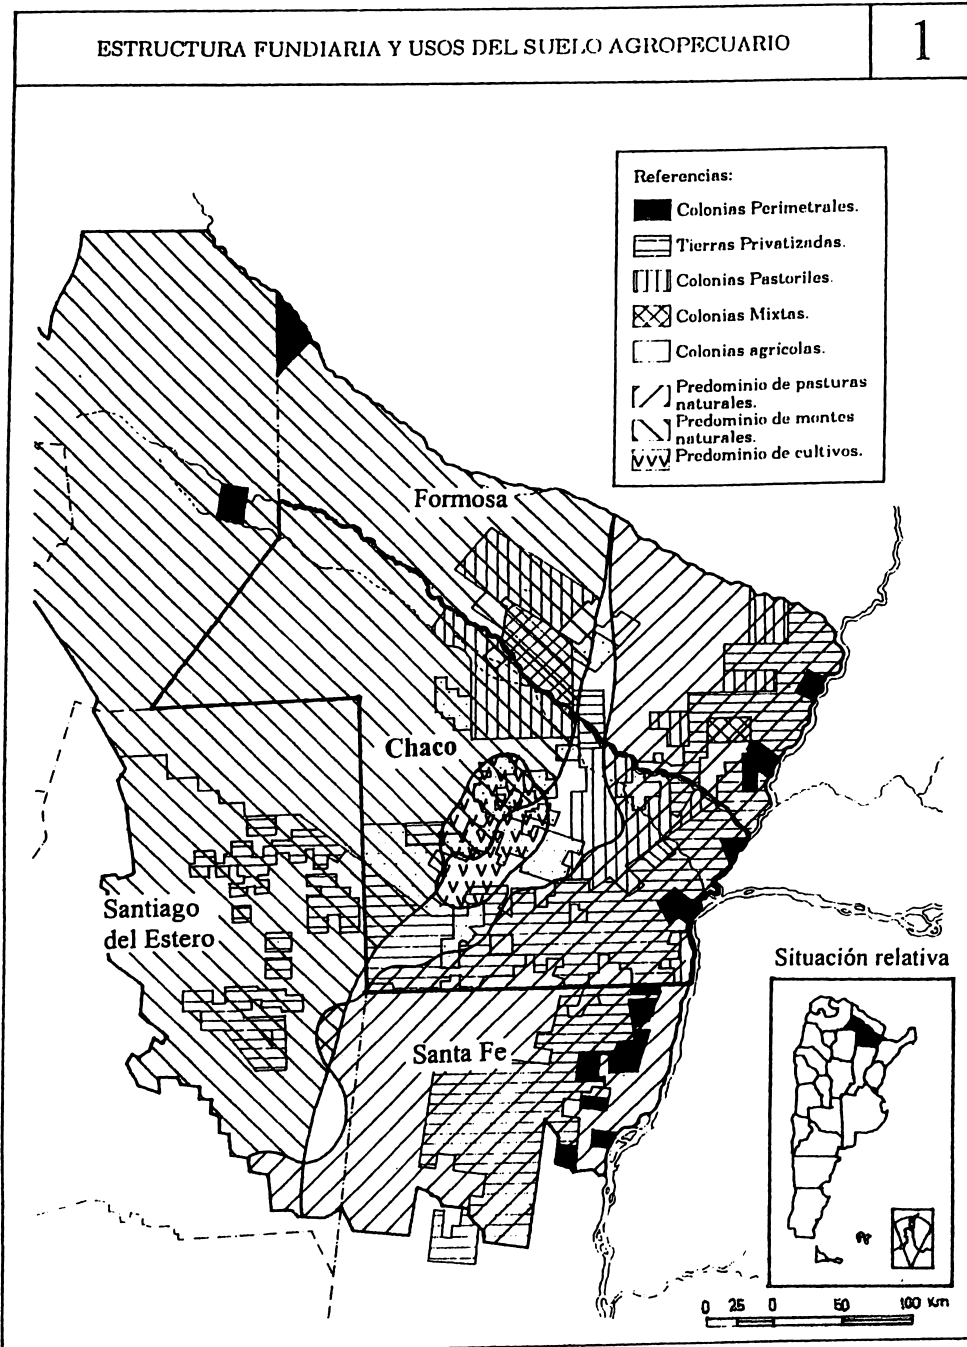 ESTRUCTURA FUNDIARIA Y USOS DEL SUELO AGROPECUARIO
1
Referencias:
Colonias Perimetrales.
Tierras Privatizadas.
Colonias Pastoriles.
Colonias Mixtas.
Colonias agrícolas.
Predominio de pasturas
naturales.
Predominio de montes
naturales.
Predominio de cultivos.
Formosa
Chaco
Santiago
del Estero
Santa Fe
Situación relativa
0 25 0 50 100 Km